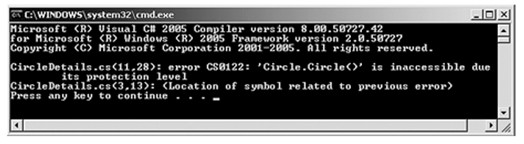 C:\WINDOWS\system32\cmd.exe
Microsoft (R) Visual C# 2005 Compiler version 8.00.50727.42
for Microsoft (R) Windows (R) 2005 Framework version 2.0.50727
Copyright (C) Microsoft Corporation 2001-2005. All rights reserved.
CircleDetails.cs(11,28): error CS0122: 'Circle.Circle()' is inaccessible due
its protection level
CircleDetails.cs(3,13): (Location of symbol related to previous error)
Press any key to continue . . . _